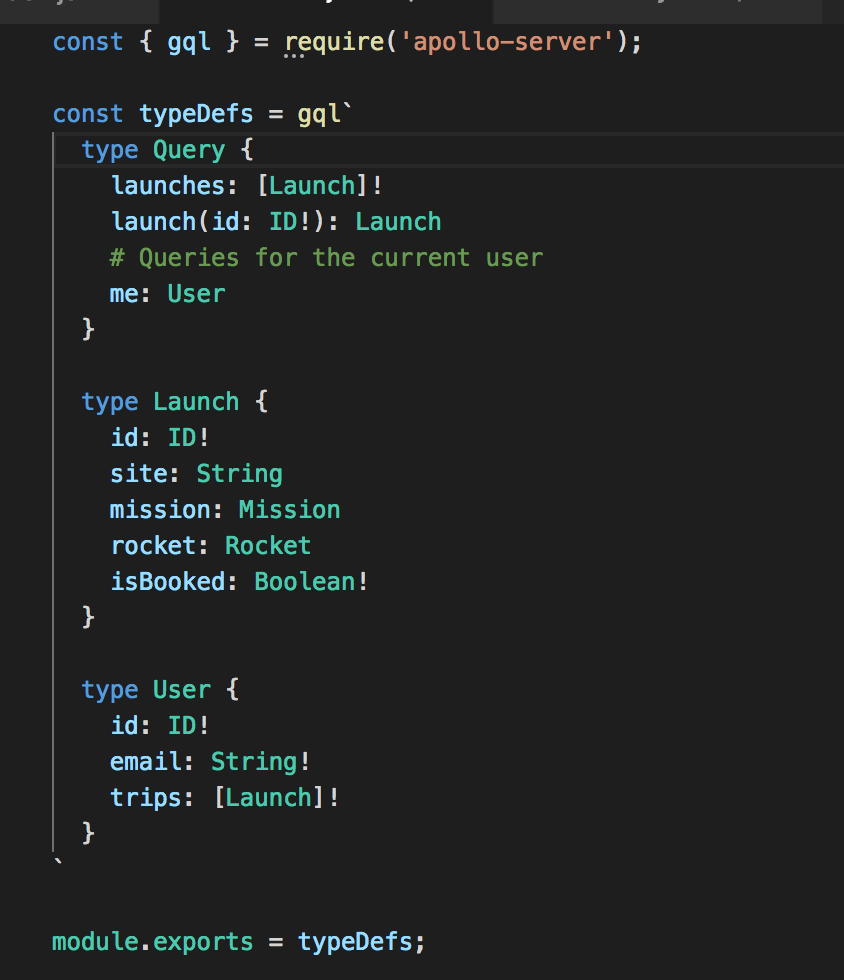 const { gql } = require('apollo-server');
const typeDefs = gql`
type Query {
launches: [Launch]!
launch(id: ID!): Launch
# Queries for the current user
me: User
}
type Launch {
id: ID!
site: String
mission: Mission
rocket: Rocket
isBooked: Boolean!
}
type User {
id: ID!
email: String!
trips: [Launch]!
}
`
module.exports = typeDefs;